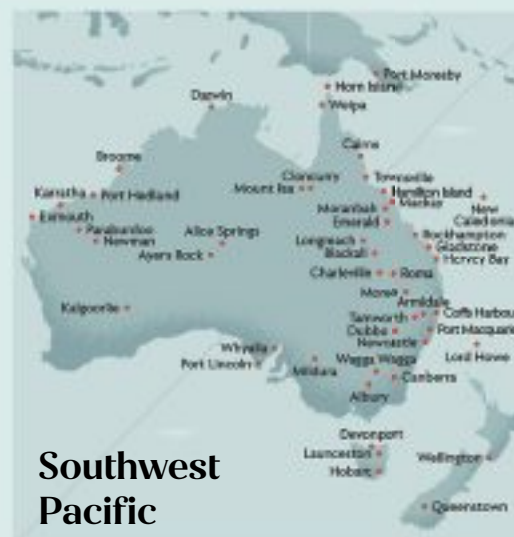 Port Moresby
Horn Island
Weipa
Darwin
Cairns
Broome
Cloncurry
Townsville
Mount Isa
Hamilton Island
Karratha
Port Hedland
Mackay
Moranbah
New
Caledonia
Exmouth
Emerald
Paraburdoo
Newman
Alice Springs
Rockhampton
Longreach
Gladstone
Ayers Rock
Blackall
Hervey Bay
Charleville
Roma
Moree
Armidale
Kalgoorlie
Tamworth
Coffs Harbou
Dubbo
Port Macquarie
Newcastle
Whyalla
Lord Howe
Port Lincoln
Mildura
Wagga Wagga
Canberra
Albury
Devonport
Launceston
Wellington
Hobart
Southwest
Pacific
Queenstown